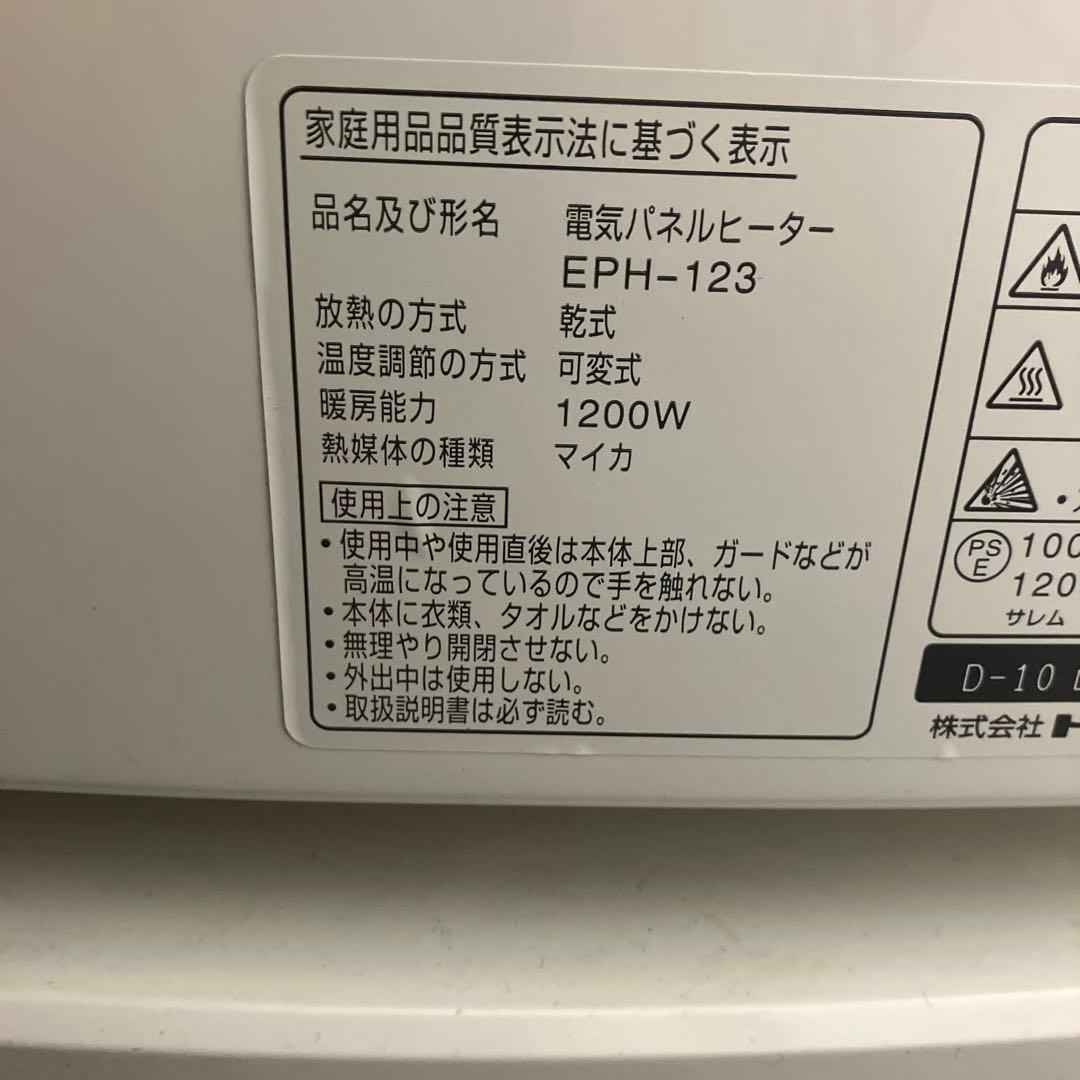 家庭用品品質表示法に基づく表示
品名及び形名 電気パネルヒーター
EPH-123
放熱の方式 乾式
温度調節の方式 可変式
暖房能力 1200W
熱媒体の種類 マイカ
使用上の注意
・使用中や使用直後は本体上部、ガードなどが
高温になっているので手を触れない。
・本体に衣類、タオルなどをかけない。
・無理やり開閉させない。
・外出中は使用しない。
・取扱説明書は必ず読む。
PS
E
100
120
サレム
D-10
株式会社